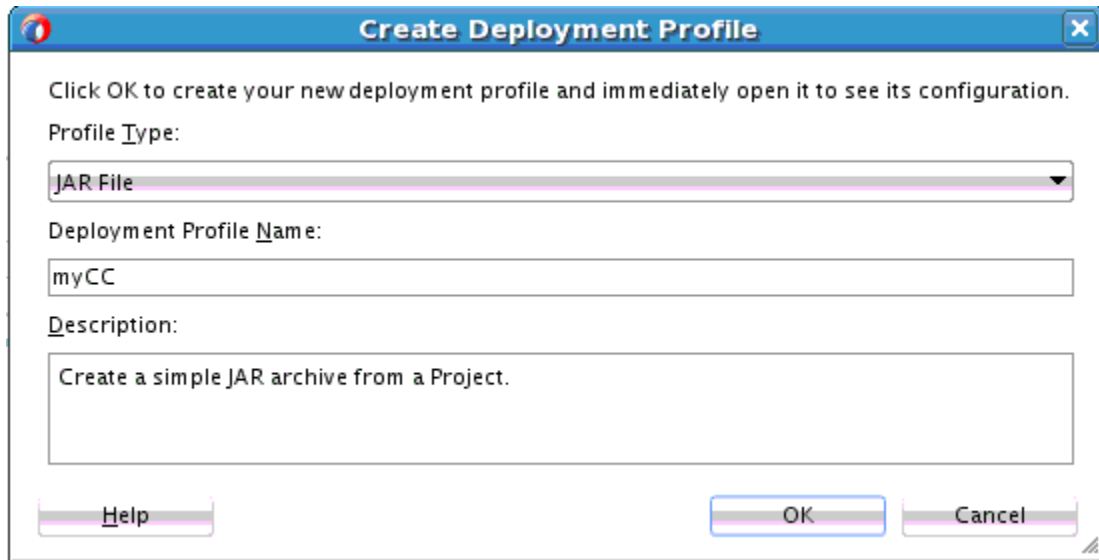 Create Deployment Profile
Click OK to create your new deployment profile and immediately open it to see its configuration.
Profile Type:
JAR File
Deployment Profile Name:
myCC
Description:
Create a simple JAR archive from a Project.
Help OK Cancel